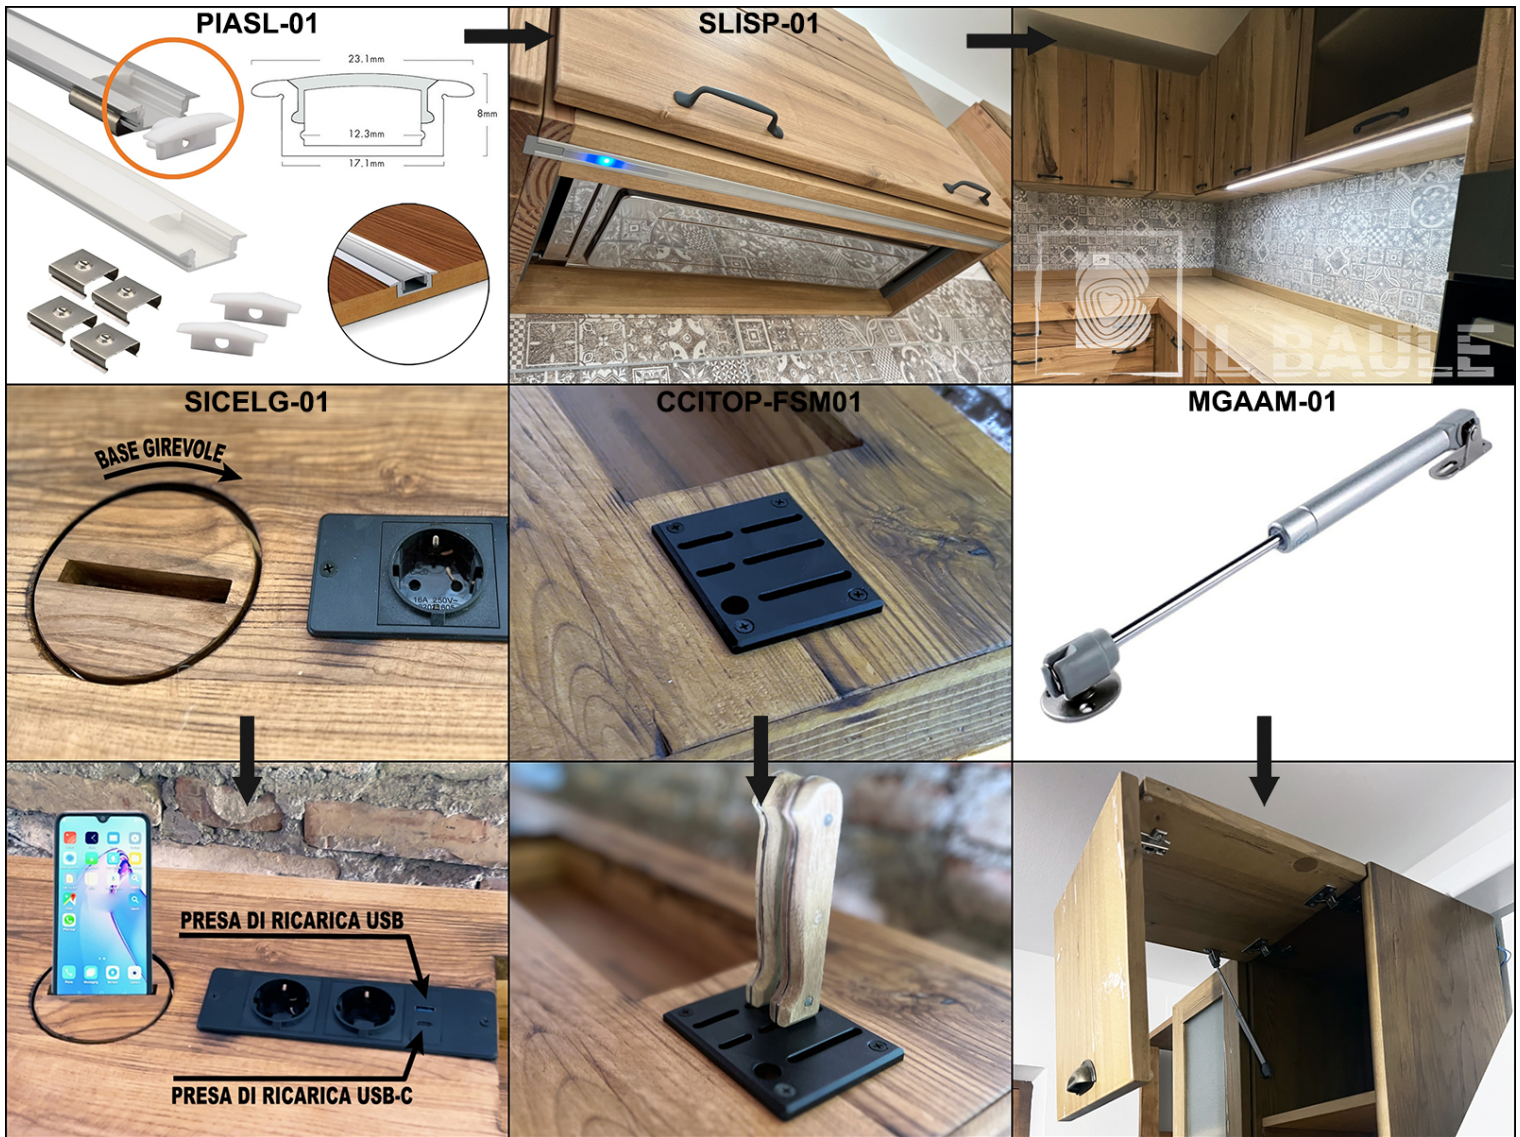 PIASL-01
SLISP-01
23.1mm
8mm
12.3mm
17.1mm
IL BAULE
SICELG-01
CCITOP-FSM01
MGAAM-01
BASE GIREVOLE
16A 250V~
PRESA DI RICARICA USB
PRESA DI RICARICA USB-C